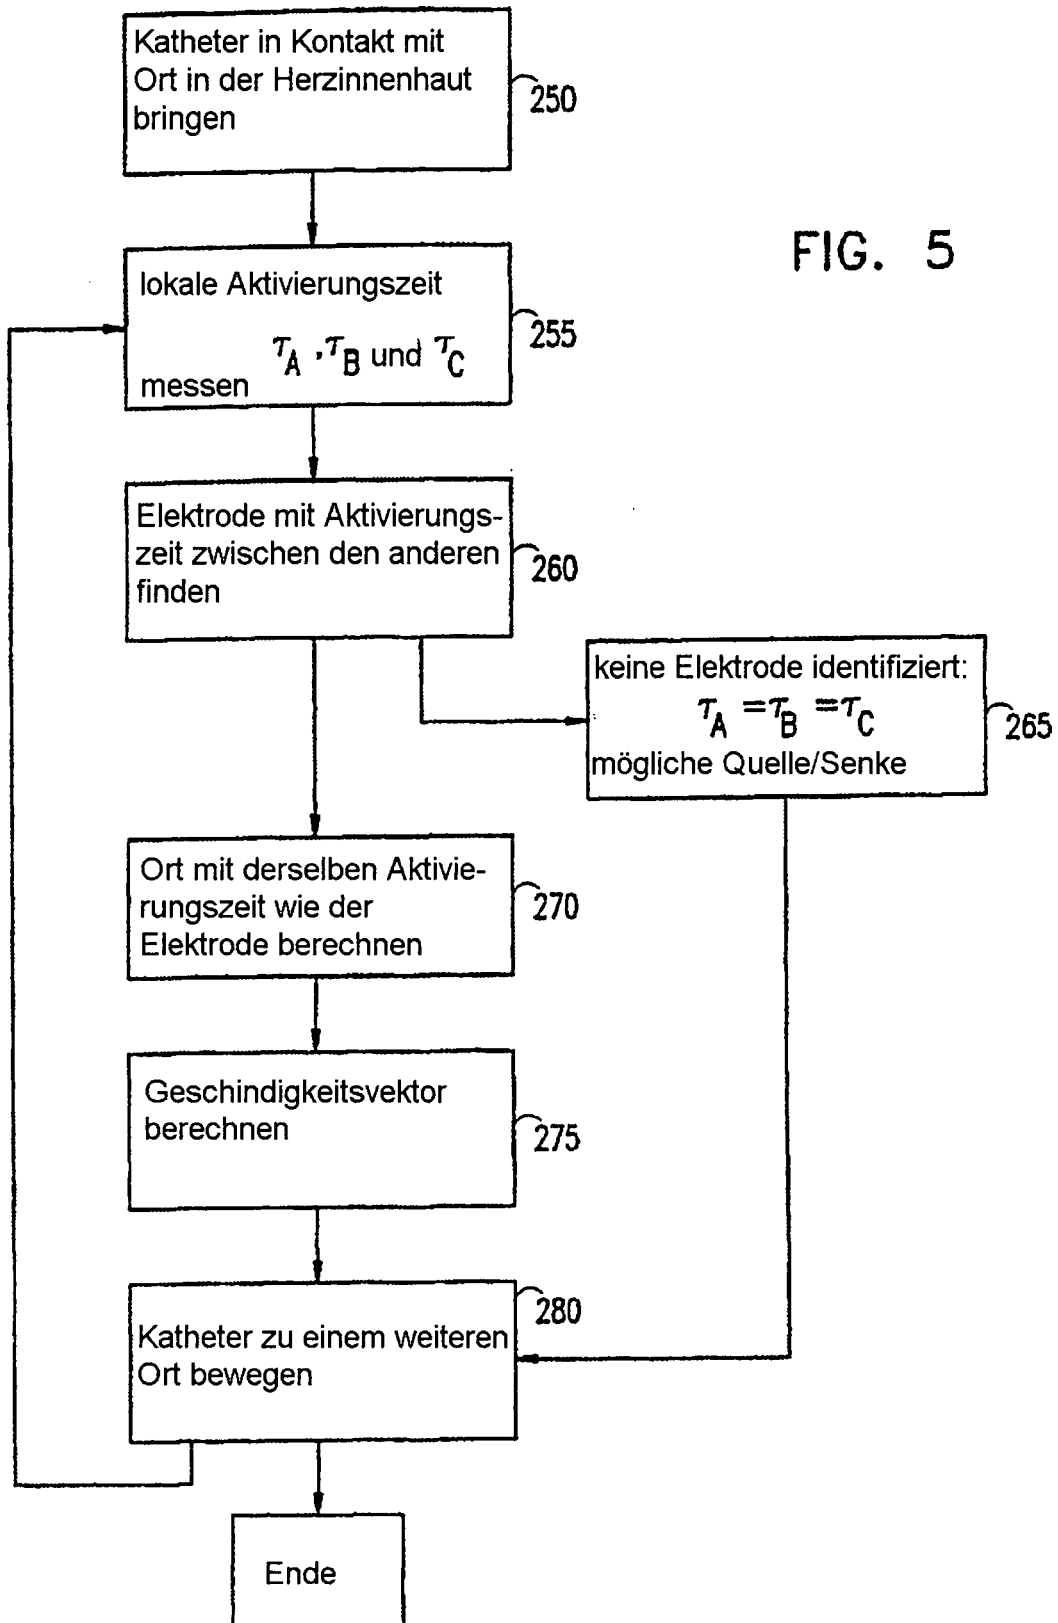 Katheter in Kontakt mit
Ort in der Herzinnenhaut
bringen
250
FIG. 5
lokale Aktivierungszeit
τA , τB und τC
messen
255
Elektrode mit Aktivierungs-
zeit zwischen den anderen
finden
260
keine Elektrode identifiziert:
τA = τB = τC
mögliche Quelle/Senke
265
Ort mit derselben Aktivie-
rungszeit wie der
Elektrode berechnen
270
Geschindigkeitsvektor
berechnen
275
280
Katheter zu einem weiteren
Ort bewegen
Ende